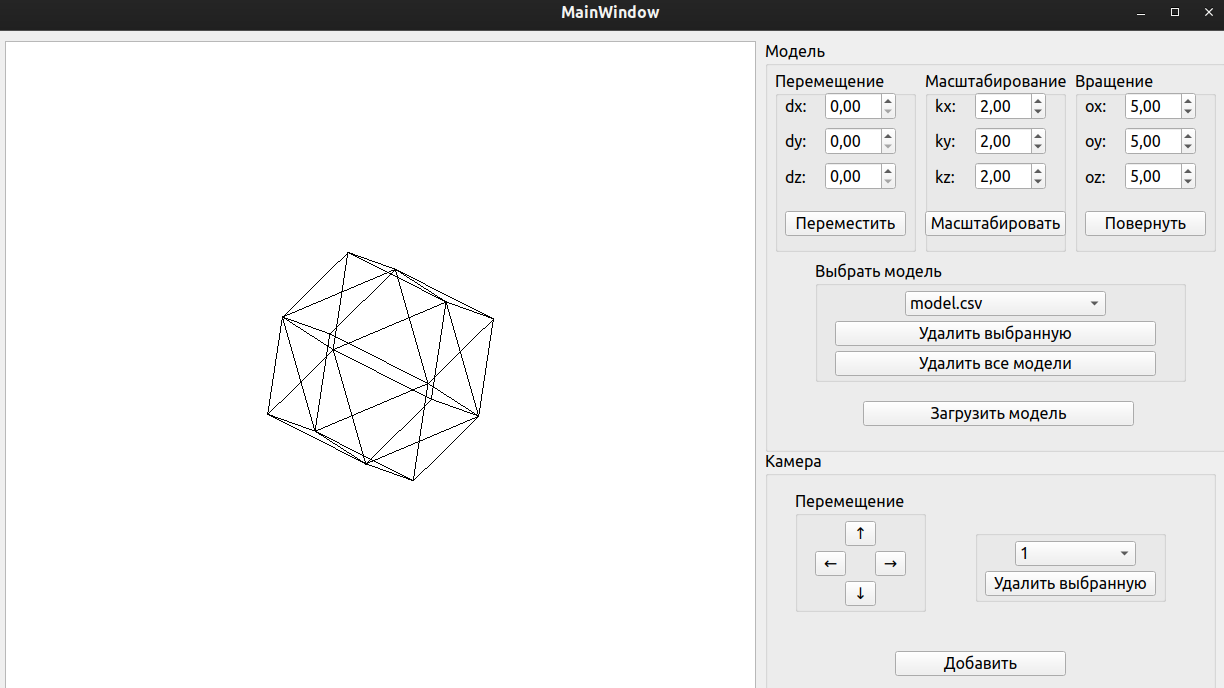 MainWindow
Модель
Перемещение Масштабирование Вращение
dx: 0,00 kx: 2,00 ox: 5,00
dy: 0,00 ky: 2,00 oy: 5,00
dz: 0,00 kz: 2,00 oz: 5,00
Переместить Масштабировать Повернуть
Выбрать модель
model.csv
Удалить выбранную
Удалить все модели
Загрузить модель
Камера
Перемещение
↑
1
← →
Удалить выбранную
↓
Добавить